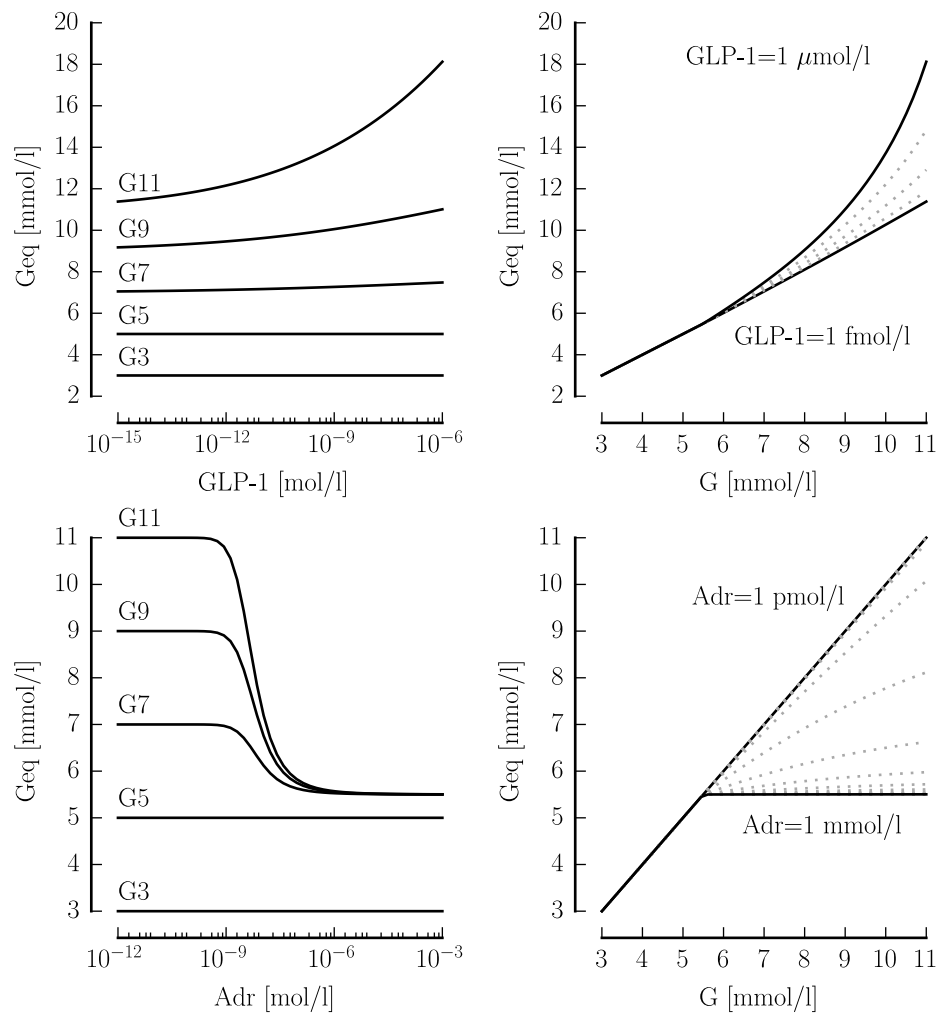 20
18
16
14
12
10
8
6
4
2
Geq [mmol/l]
G11
G9
G7
G5
G3
10⁻¹⁵ 10⁻¹² 10⁻⁹ 10⁻⁶
GLP-1 [mol/l]
20
18
16
14
12
10
8
6
4
2
Geq [mmol/l]
GLP-1=1 μmol/l
GLP-1=1 fmol/l
3 4 5 6 7 8 9 10 11
G [mmol/l]
11
10
9
8
7
6
5
4
3
Geq [mmol/l]
G11
G9
G7
G5
G3
10⁻¹² 10⁻⁹ 10⁻⁶ 10⁻³
Adr [mol/l]
11
10
9
8
7
6
5
4
3
Geq [mmol/l]
Adr=1 pmol/l
Adr=1 mmol/l
3 4 5 6 7 8 9 10 11
G [mmol/l]